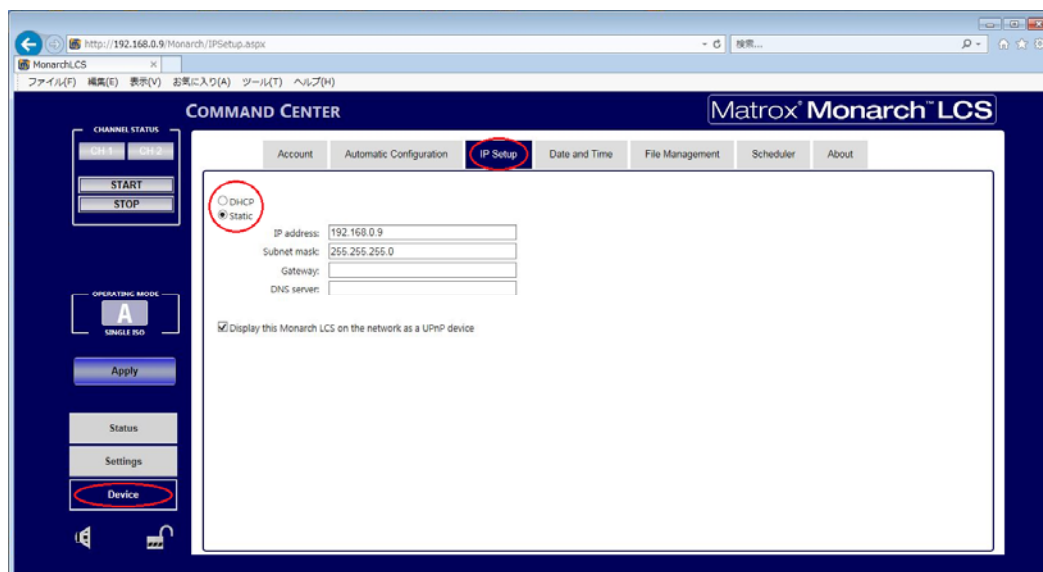 http://192.168.0.9/Monarch/IPSetup.aspx
検索...
MonarchLCS
ファイル(F) 編集(E) 表示(V) お気に入り(A) ツール(T) ヘルプ(H)
COMMAND CENTER
Matrox® Monarch™ LCS
CHANNEL STATUS
CH 1 CH 2
START
STOP
Account Automatic Configuration IP Setup Date and Time File Management Scheduler About
DHCP
Static
IP address: 192.168.0.9
Subnet mask: 255.255.255.0
Gateway:
DNS server:
Display this Monarch LCS on the network as a UPnP device
OPERATING MODE
A
SINGLE ISO
Apply
Status
Settings
Device